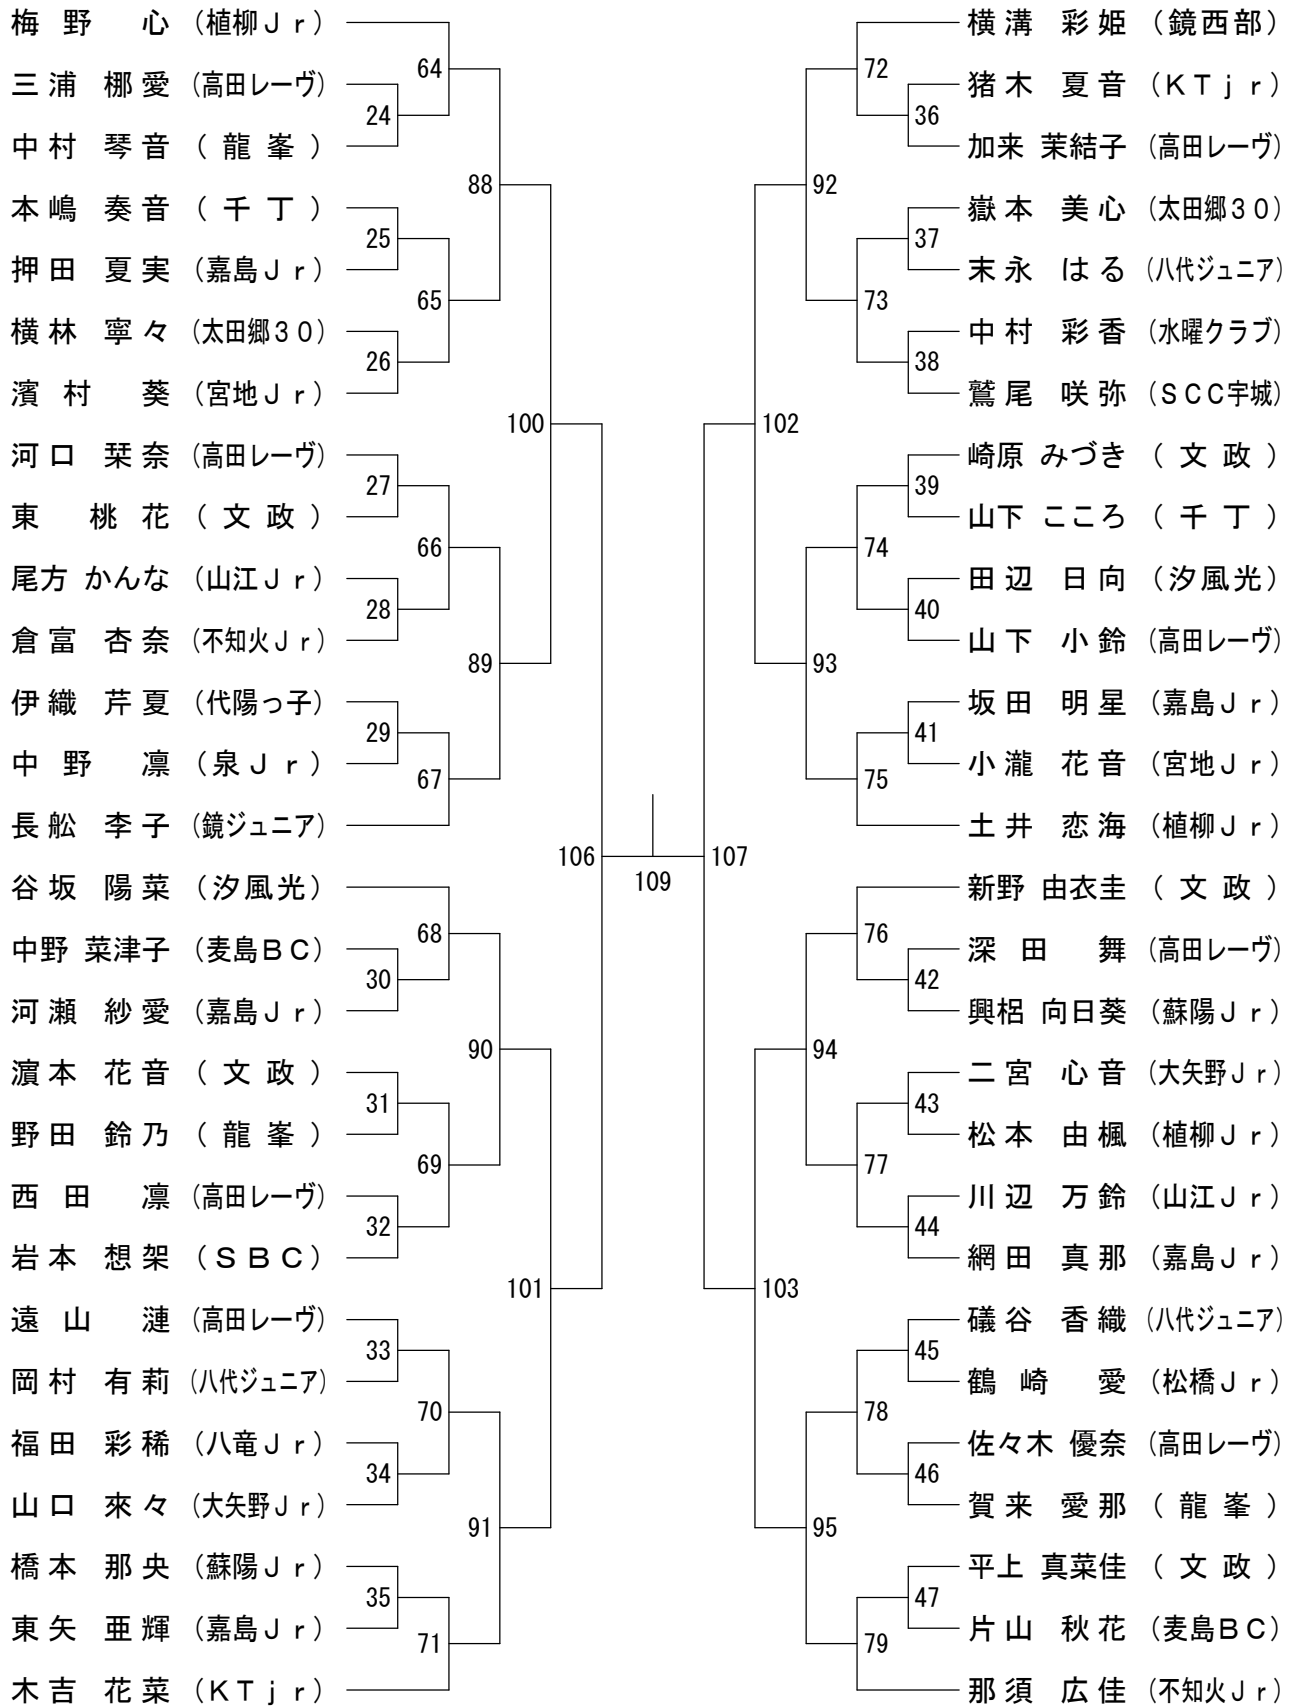 梅野 心 (植柳Jr)
64
三浦 梛愛 (高田レーヴ)
24
中村 琴音 (龍峯)
88
本嶋 奏音 (千丁)
25
押田 夏実 (嘉島Jr)
65
横林 寧々 (太田郷30)
26
濱村 葵 (宮地Jr)
100
河口 栞奈 (高田レーヴ)
27
東 桃花 (文政)
66
尾方 かんな (山江Jr)
28
倉富 杏奈 (不知火Jr)
89
伊織 芹夏 (代陽っ子)
29
中野 凛 (泉Jr)
67
長舩 李子 (鏡ジュニア)
106
谷坂 陽菜 (汐風光)
68
中野 菜津子 (麦島BC)
30
河瀬 紗愛 (嘉島Jr)
90
濵本 花音 (文政)
31
野田 鈴乃 (龍峯)
69
西田 凛 (高田レーヴ)
32
岩本 想架 (SBC)
101
遠山 漣 (高田レーヴ)
33
岡村 有莉 (八代ジュニア)
70
福田 彩稀 (八竜Jr)
34
山口 來々 (大矢野Jr)
91
橋本 那央 (蘇陽Jr)
35
東矢 亜輝 (嘉島Jr)
71
木吉 花菜 (KTjr)
109
横溝 彩姫 (鏡西部)
72
猪木 夏音 (KTjr)
36
加来 茉結子 (高田レーヴ)
92
嶽本 美心 (太田郷30)
37
末永 はる (八代ジュニア)
73
中村 彩香 (水曜クラブ)
38
鷲尾 咲弥 (SCC宇城)
102
崎原 みづき (文政)
39
山下 こころ (千丁)
74
田辺 日向 (汐風光)
40
山下 小鈴 (高田レーヴ)
93
坂田 明星 (嘉島Jr)
41
小瀧 花音 (宮地Jr)
75
土井 恋海 (植柳Jr)
107
新野 由衣圭 (文政)
76
深田 舞 (高田レーヴ)
42
興梠 向日葵 (蘇陽Jr)
94
二宮 心音 (大矢野Jr)
43
松本 由楓 (植柳Jr)
77
川辺 万鈴 (山江Jr)
44
網田 真那 (嘉島Jr)
103
礒谷 香織 (八代ジュニア)
45
鶴崎 愛 (松橋Jr)
78
佐々木 優奈 (高田レーヴ)
46
賀来 愛那 (龍峯)
95
平上 真菜佳 (文政)
47
片山 秋花 (麦島BC)
79
那須 広佳 (不知火Jr)